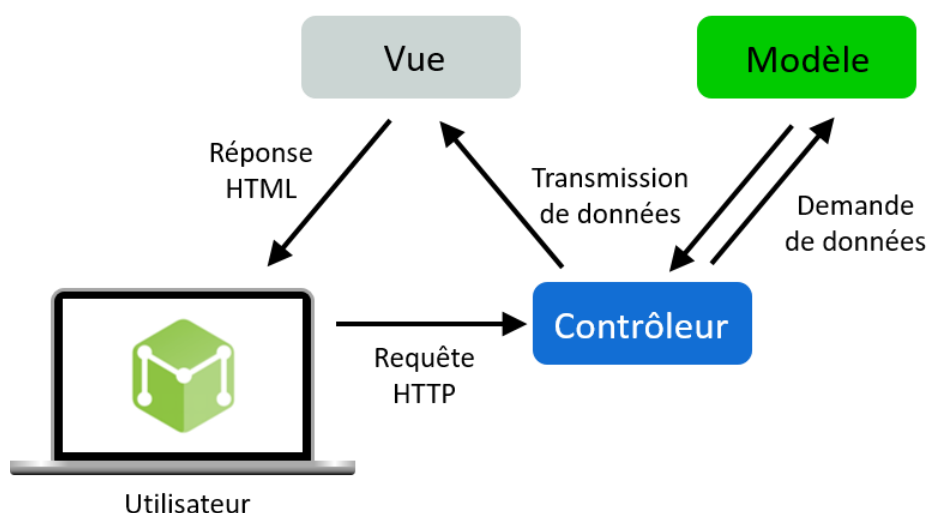 Vue
Modèle
Réponse
HTML
Transmission
de données
Demande
de données
Contrôleur
Requête
HTTP
Utilisateur